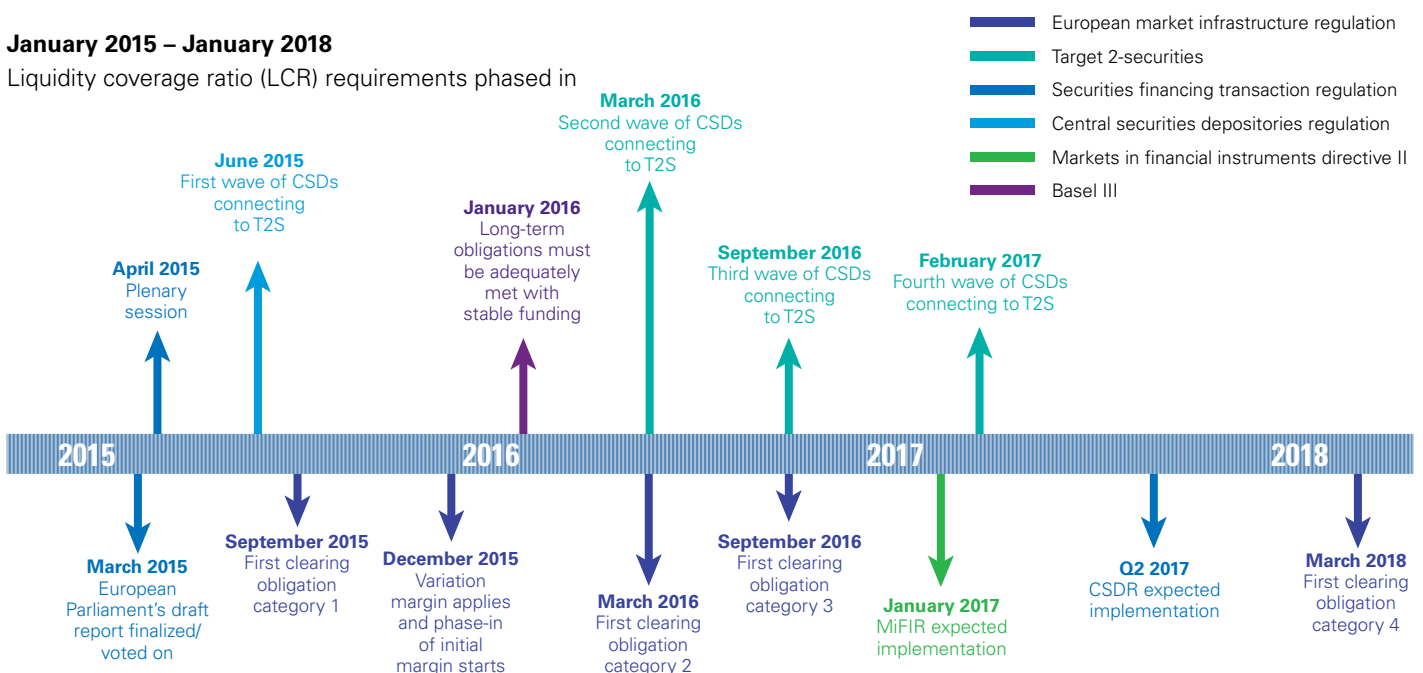 January 2015 – January 2018
Liquidity coverage ratio (LCR) requirements phased in
European market infrastructure regulation
Target 2-securities
Securities financing transaction regulation
Central securities depositories regulation
Markets in financial instruments directive II
Basel III
April 2015
Plenary
session
June 2015
First wave of CSDs
connecting
to T2S
January 2016
Long-term
obligations must
be adequately
met with
stable funding
March 2016
Second wave of CSDs
connecting
to T2S
September 2016
Third wave of CSDs
connecting
to T2S
February 2017
Fourth wave of CSDs
connecting to T2S
2015
2016
2017
2018
March 2015
European
Parliament's draft
report finalized/
voted on
September 2015
First clearing
obligation
category 1
December 2015
Variation
margin applies
and phase-in
of initial
margin starts
March 2016
First clearing
obligation
category 2
September 2016
First clearing
obligation
category 3
January 2017
MiFIR expected
implementation
Q2 2017
CSDR expected
implementation
March 2018
First clearing
obligation
category 4